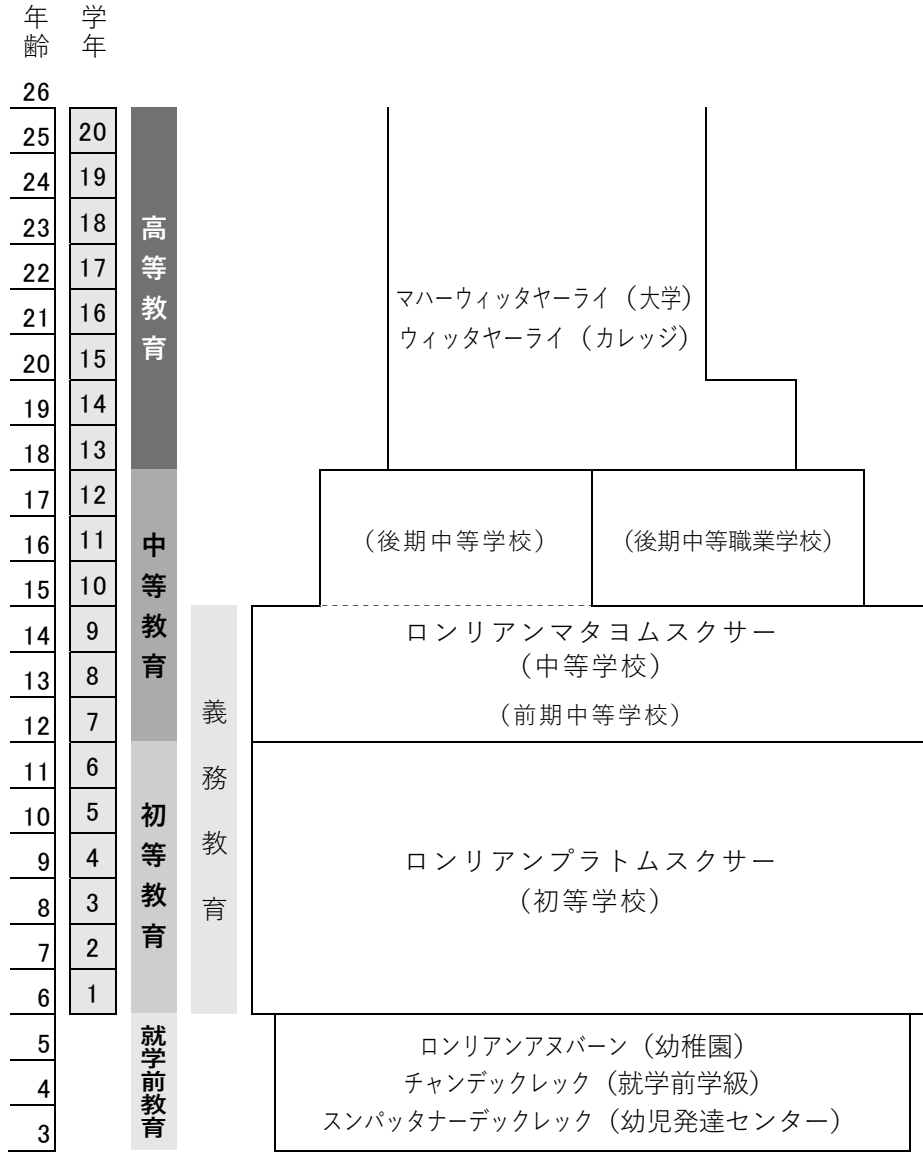 年齢 学年
26
25 20
24 19
23 18
22 17
21 16
20 15
19 14
18 13
17 12
16 11
15 10
14 9
13 8
12 7
11 6
10 5
9 4
8 3
7 2
6 1
5
4
3
高等教育
中等教育
初等教育
就学前教育
義務教育
マハーウィッタヤーライ（大学）
ウィッタヤーライ（カレッジ）
（後期中等学校）
（後期中等職業学校）
ロンリアンマタヨムスクサー
（中等学校）
（前期中等学校）
ロンリアンプラトムスクサー
（初等学校）
ロンリアンアヌバーン（幼稚園）
チャンデックレック（就学前学級）
スンパッタナーデックレック（幼児発達センター）